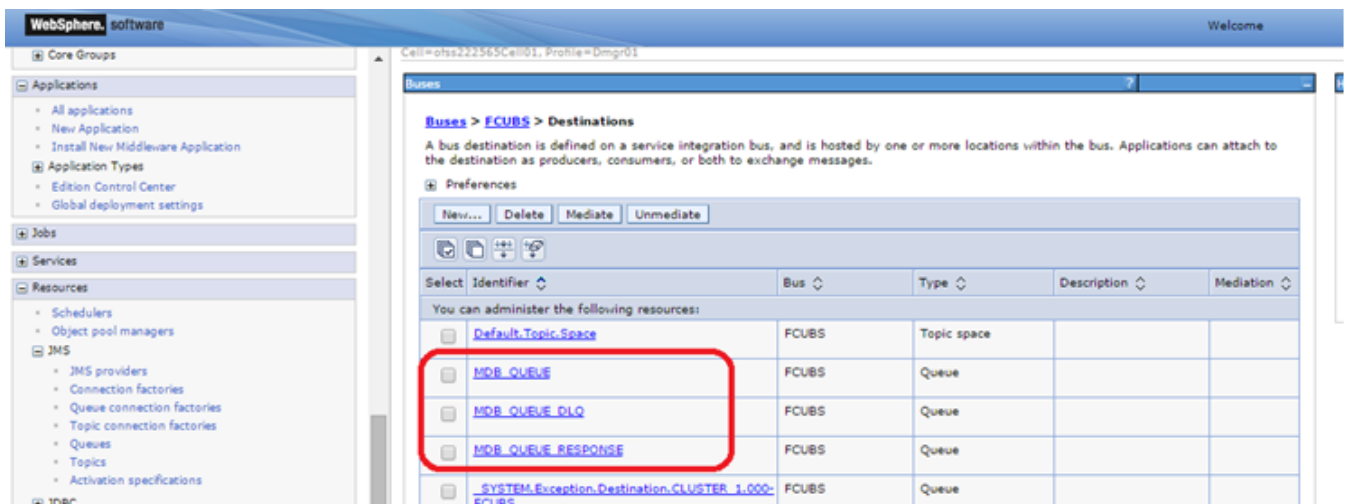 WebSphere. software
Welcome
Core Groups
Applications
All applications
New Application
Install New Middleware Application
Application Types
Edition Control Center
Global deployment settings
Jobs
Services
Resources
Schedulers
Object pool managers
JMS
JMS providers
Connection factories
Queue connection factories
Topic connection factories
Queues
Topics
Activation specifications
JDBC
Cell=ofss222565Cell01, Profile=Dmgr01
Buses
?
Buses > FCUBS > Destinations
A bus destination is defined on a service integration bus, and is hosted by one or more locations within the bus. Applications can attach to
the destination as producers, consumers, or both to exchange messages.
Preferences
New... Delete Mediate Unmediate
Select Identifier Bus Type Description Mediation
You can administer the following resources:
Default.Topic.Space FCUBS Topic space
MDB_QUEUE FCUBS Queue
MDB_QUEUE_DLQ FCUBS Queue
MDB_QUEUE_RESPONSE FCUBS Queue
_SYSTEM.Exception.Destination.CLUSTER_1.000- FCUBS Queue
FCUBS